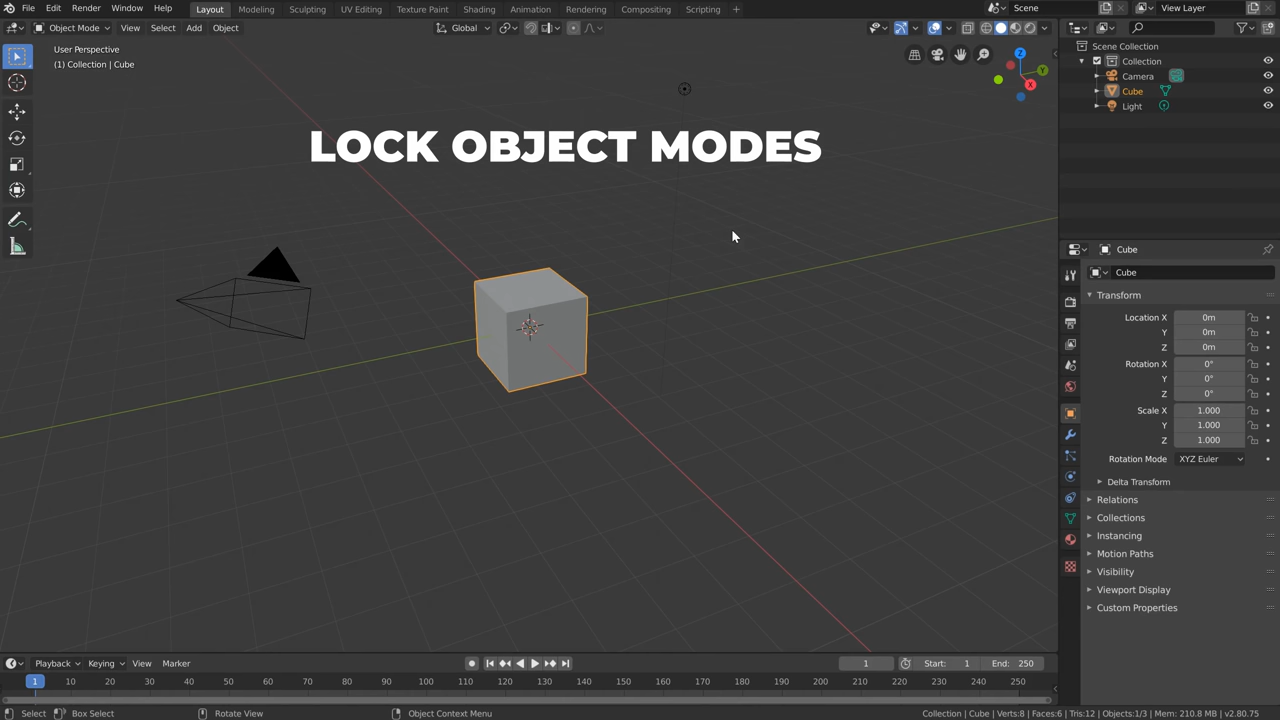 File Edit Render Window Help Layout Modeling Sculpting UV Editing Texture Paint Shading Animation Rendering Compositing Scripting + Scene View Layer
Object Mode View Select Add Object Global
User Perspective
(1) Collection | Cube
LOCK OBJECT MODES
Z
Y
X
Scene Collection
Collection
Camera
Cube
Light
Cube
Cube
Transform
Location X 0m
Y 0m
Z 0m
Rotation X 0°
Y 0°
Z 0°
Scale X 1.000
Y 1.000
Z 1.000
Rotation Mode XYZ Euler
Delta Transform
Relations
Collections
Instancing
Motion Paths
Visibility
Viewport Display
Custom Properties
Playback Keying View Marker 1 Start: 1 End: 250
1 10 20 30 40 50 60 70 80 90 100 110 120 130 140 150 160 170 180 190 200 210 220 230 240 250
Select Box Select Rotate View Object Context Menu Collection | Cube | Verts:8 | Faces:6 | Tris:12 | Objects:1/3 | Mem: 210.8 MB | v2.80.75